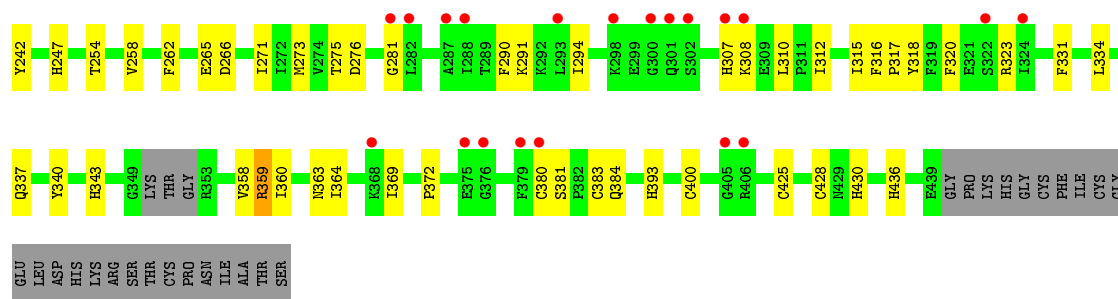 Y242 H247 T254 V258 F262 E265 D266 I271 I272 M273 V274 T275 D276 G281 L282 A287 I288 T289 F290 K291 K292 L293 I294 K298 E299 G300 Q301 S302 H307 K308 E309 L310 P311 I312 I315 F316 P317 Y318 F319 F320 E321 S322 R323 I324 F331 L334
Q337 Y340 H343 G349 LYS THR GLY R353 V358 R359 I360 N363 I364 K368 I369 P372 E375 G376 F379 C380 S381 P382 C383 Q384 H393 C400 G405 R406 C425 C428 N429 H430 H436 E439 GLY PRO LYS HIS GLY CYS PHE ILE CYS GLY
GLU LEU ASP HIS LYS ARG SER THR CYS PRO ASN ILE ALA THR SER